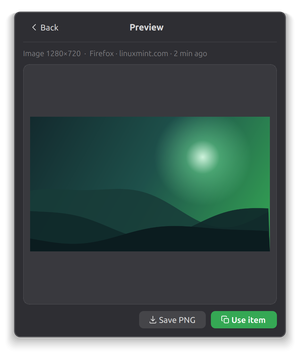 Back
Preview
Image 1280×720 · Firefox · linuxmint.com · 2 min ago
Save PNG
Use item